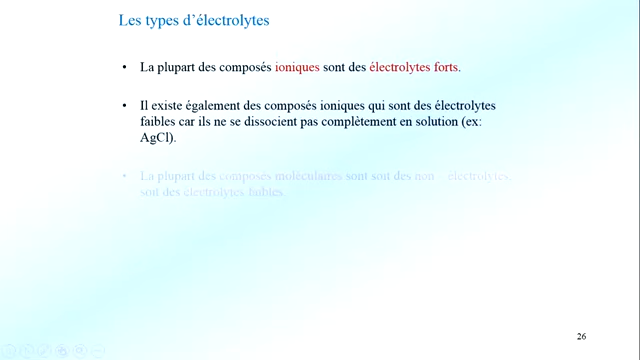 Les types d'électrolytes
• La plupart des composés ioniques sont des électrolytes forts.
• Il existe également des composés ioniques qui sont des électrolytes
faibles car ils ne se dissocient pas complètement en solution (ex:
AgCl).
• La plupart des composés moléculaires sont soit des non – électrolytes,
soit des électrolytes faibles.
26